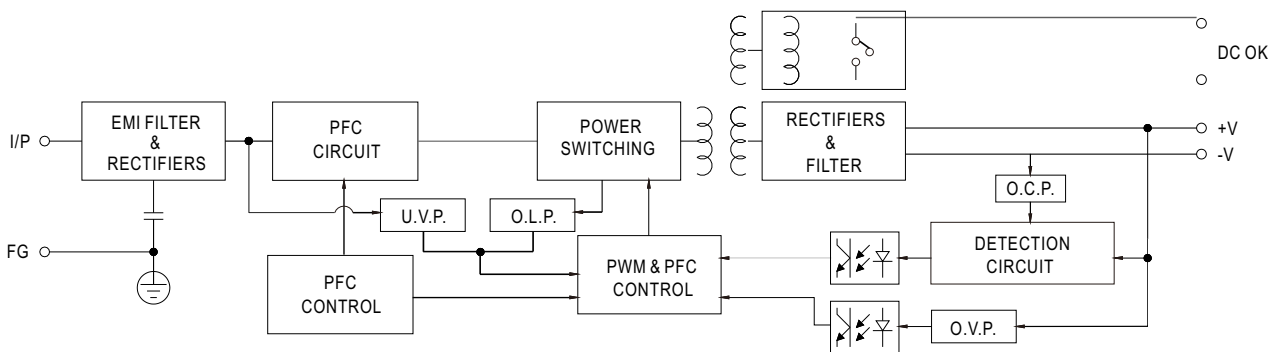 DC OK
I/P
EMI FILTER
&
RECTIFIERS
PFC
CIRCUIT
POWER
SWITCHING
RECTIFIERS
&
FILTER
+V
-V
O.C.P.
U.V.P.
O.L.P.
FG
PFC
CONTROL
PWM & PFC
CONTROL
DETECTION
CIRCUIT
O.V.P.